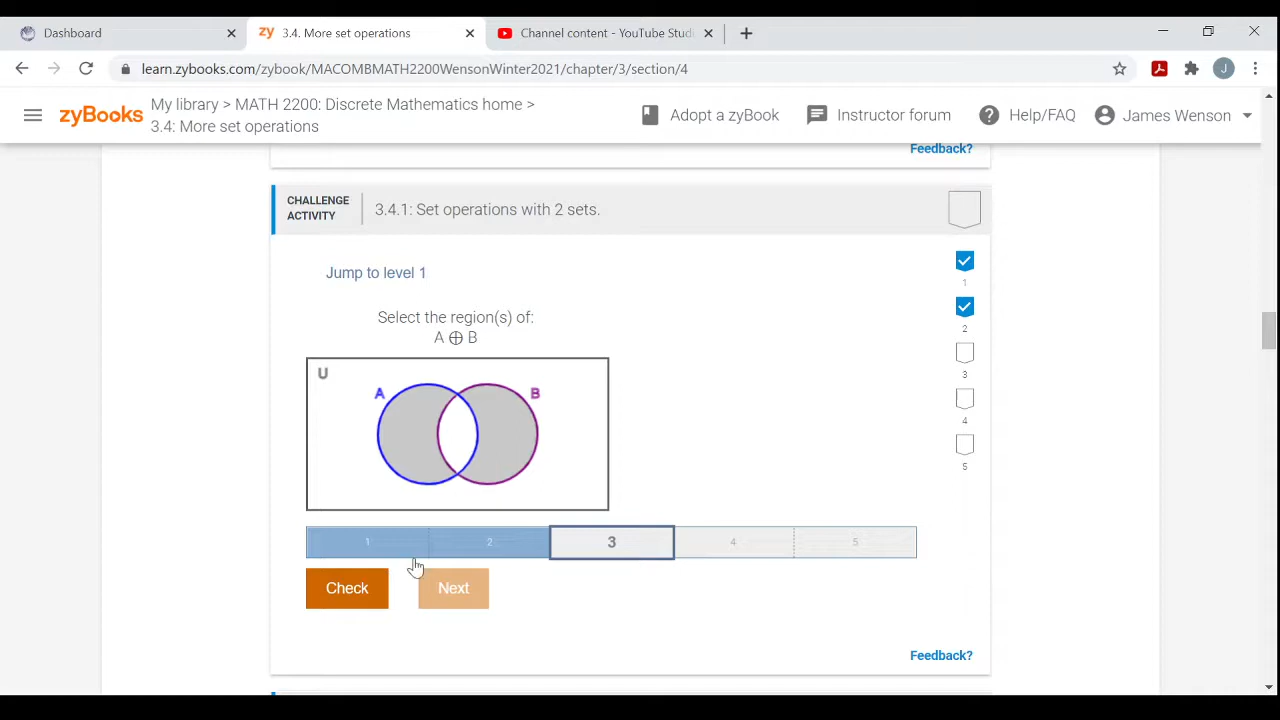 Dashboard
zy 3.4. More set operations
Channel content - YouTube Studi
learn.zybooks.com/zybook/MACOMBMATH2200WensonWinter2021/chapter/3/section/4
J
zyBooks
My library > MATH 2200: Discrete Mathematics home >
3.4: More set operations
Adopt a zyBook
Instructor forum
Help/FAQ
James Wenson
Feedback?
CHALLENGE
ACTIVITY
3.4.1: Set operations with 2 sets.
Jump to level 1
1
2
3
4
5
Select the region(s) of:
A ⊕ B
U
A
B
1 2 3 4 5
Check
Next
Feedback?